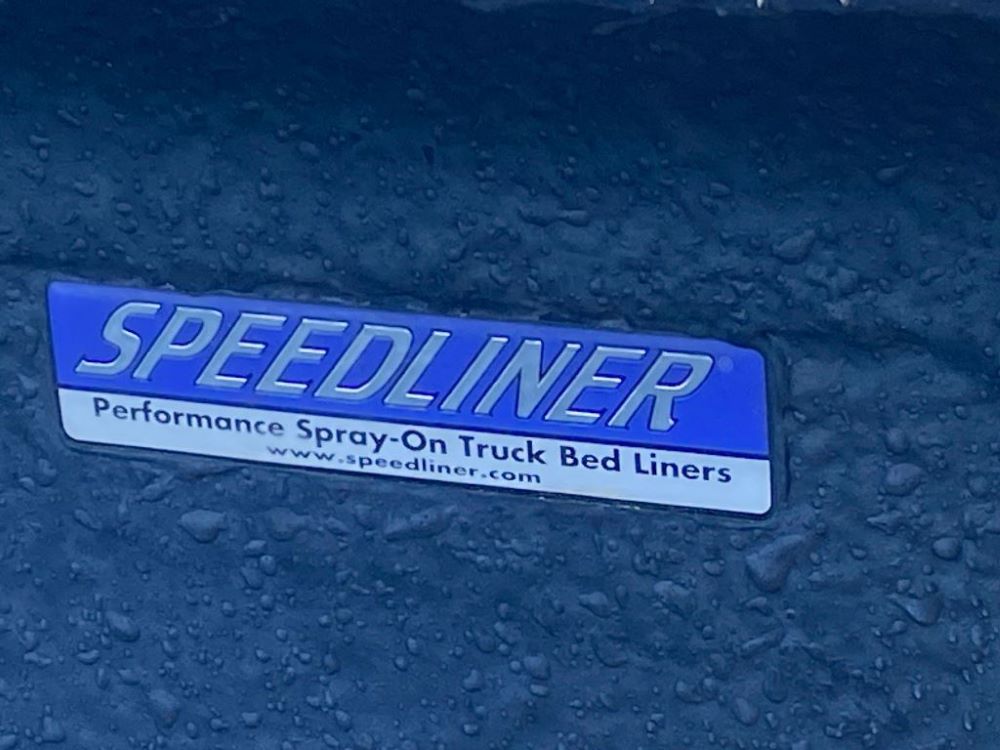 SPEEDLINER®
Performance Spray-On Truck Bed Liners
www.speedliner.com